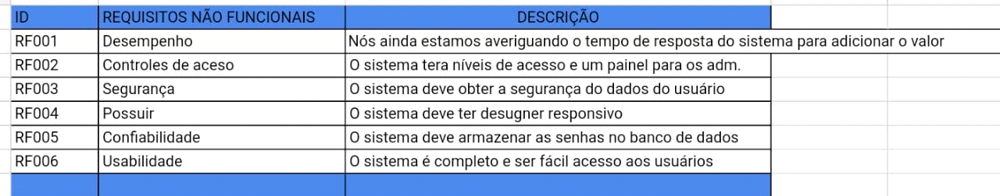 ID REQUISITOS NÃO FUNCIONAIS DESCRIÇÃO
RF001 Desempenho Nós ainda estamos averiguando o tempo de resposta do sistema para adicionar o valor
RF002 Controles de aceso O sistema tera níveis de acesso e um painel para os adm.
RF003 Segurança O sistema deve obter a segurança do dados do usuário
RF004 Possuir O sistema deve ter desugner responsivo
RF005 Confiabilidade O sistema deve armazenar as senhas no banco de dados
RF006 Usabilidade O sistema é completo e ser fácil acesso aos usuários